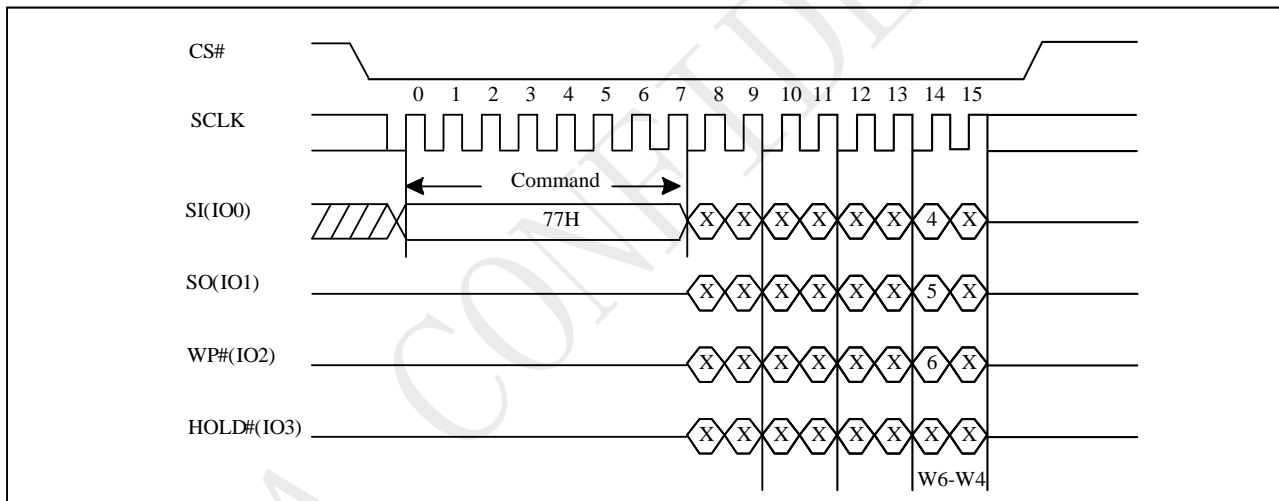 CS#
0 1 2 3 4 5 6 7 8 9 10 11 12 13 14 15
SCLK
Command
SI(IO0) 77H X X X X X X 4 X
SO(IO1) X X X X X X 5 X
WP#(IO2) X X X X X X 6 X
HOLD#(IO3) X X X X X X X X
W6-W4
A CONFIDE